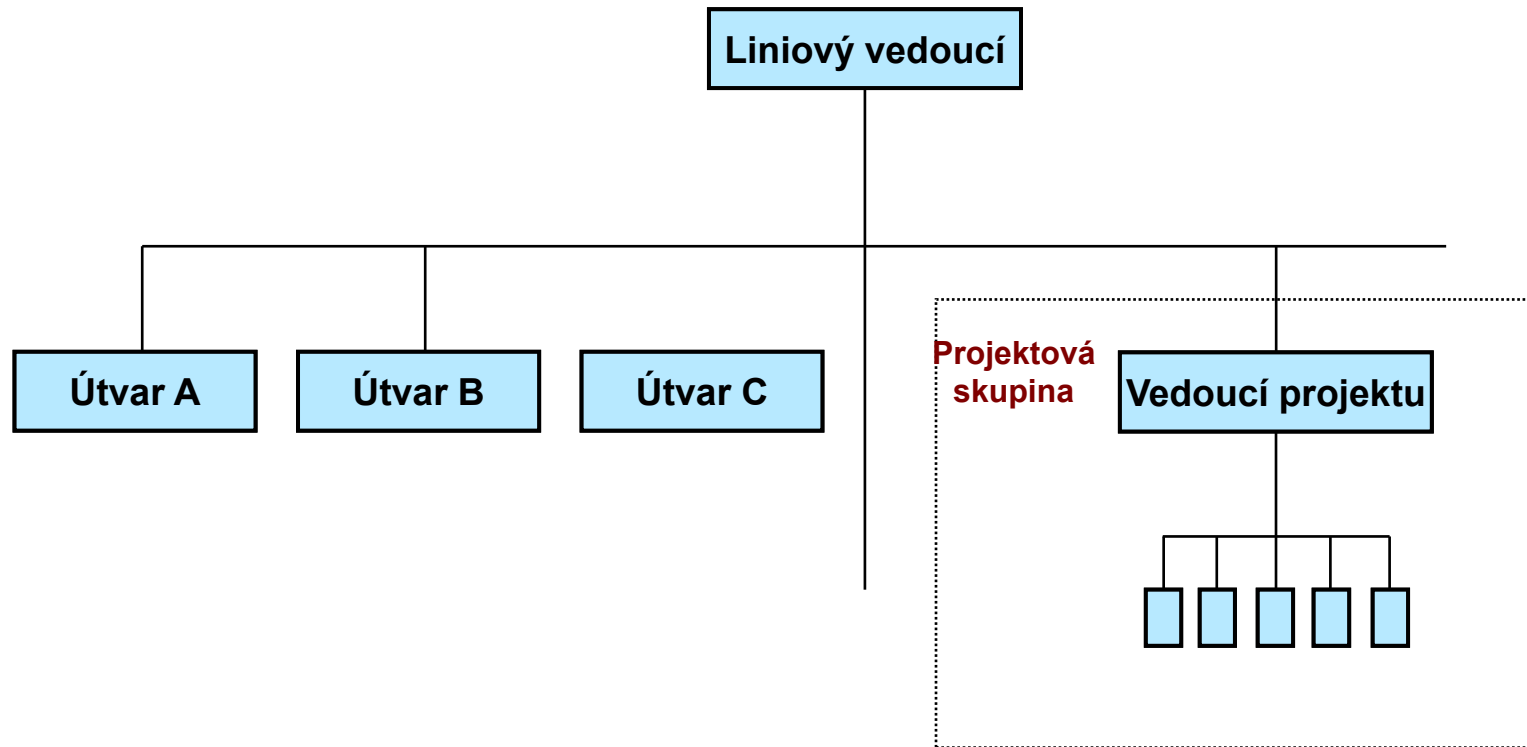 Liniový vedoucí
Útvar A
Útvar B
Útvar C
Projektová
skupina
Vedoucí projektu